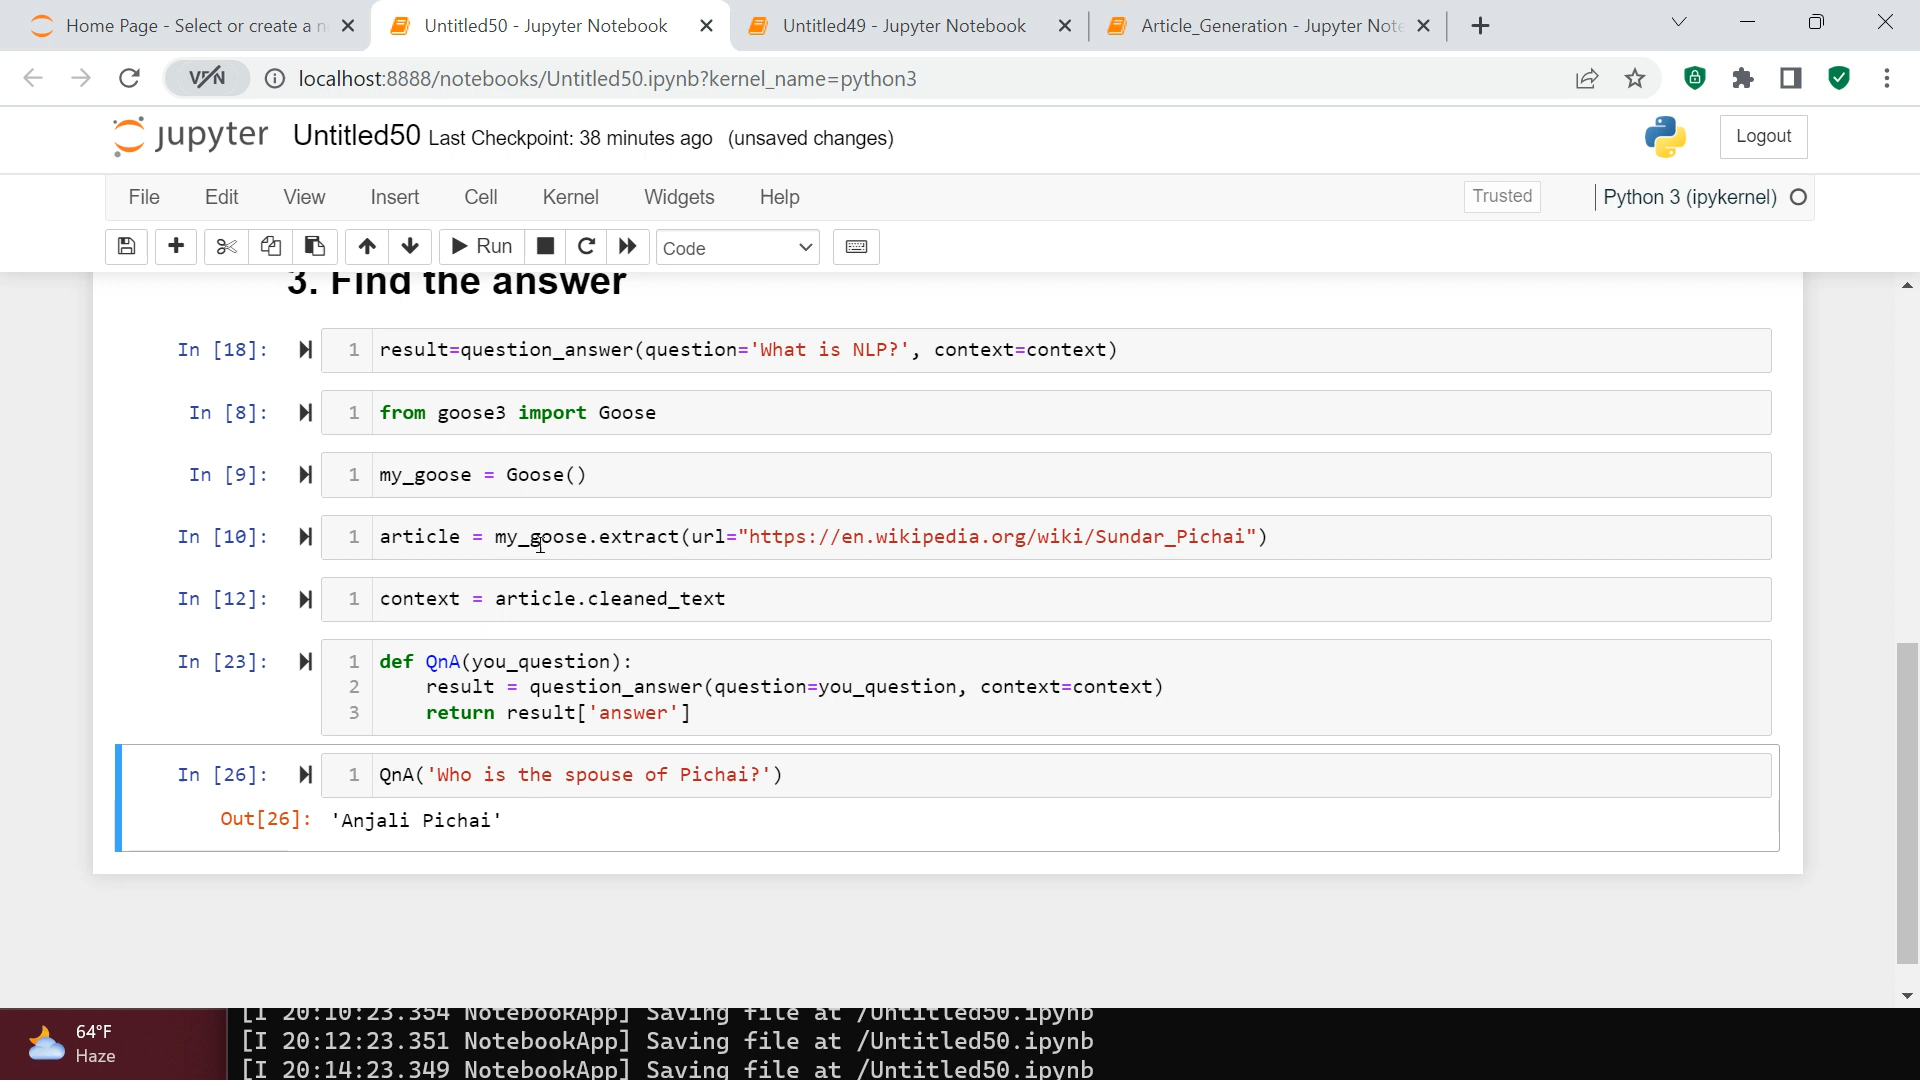 Home Page - Select or create a n
Untitled50 - Jupyter Notebook
Untitled49 - Jupyter Notebook
Article_Generation - Jupyter Note
VPN
localhost:8888/notebooks/Untitled50.ipynb?kernel_name=python3
jupyter Untitled50 Last Checkpoint: 38 minutes ago (unsaved changes)
Logout
File Edit View Insert Cell Kernel Widgets Help
Trusted
Python 3 (ipykernel)
Run
Code
3. Find the answer
In [18]: 1 result=question_answer(question='What is NLP?', context=context)
In [8]: 1 from goose3 import Goose
In [9]: 1 my_goose = Goose()
In [10]: 1 article = my_goose.extract(url="https://en.wikipedia.org/wiki/Sundar_Pichai")
In [12]: 1 context = article.cleaned_text
In [23]: 1 def QnA(you_question):
2 result = question_answer(question=you_question, context=context)
3 return result['answer']
In [26]: 1 QnA('Who is the spouse of Pichai?')
Out[26]: 'Anjali Pichai'
64°F
Haze
[I 20:10:23.354 NotebookApp] Saving file at /Untitled50.ipynb
[I 20:12:23.351 NotebookApp] Saving file at /Untitled50.ipynb
[I 20:14:23.349 NotebookApp] Saving file at /Untitled50.ipynb